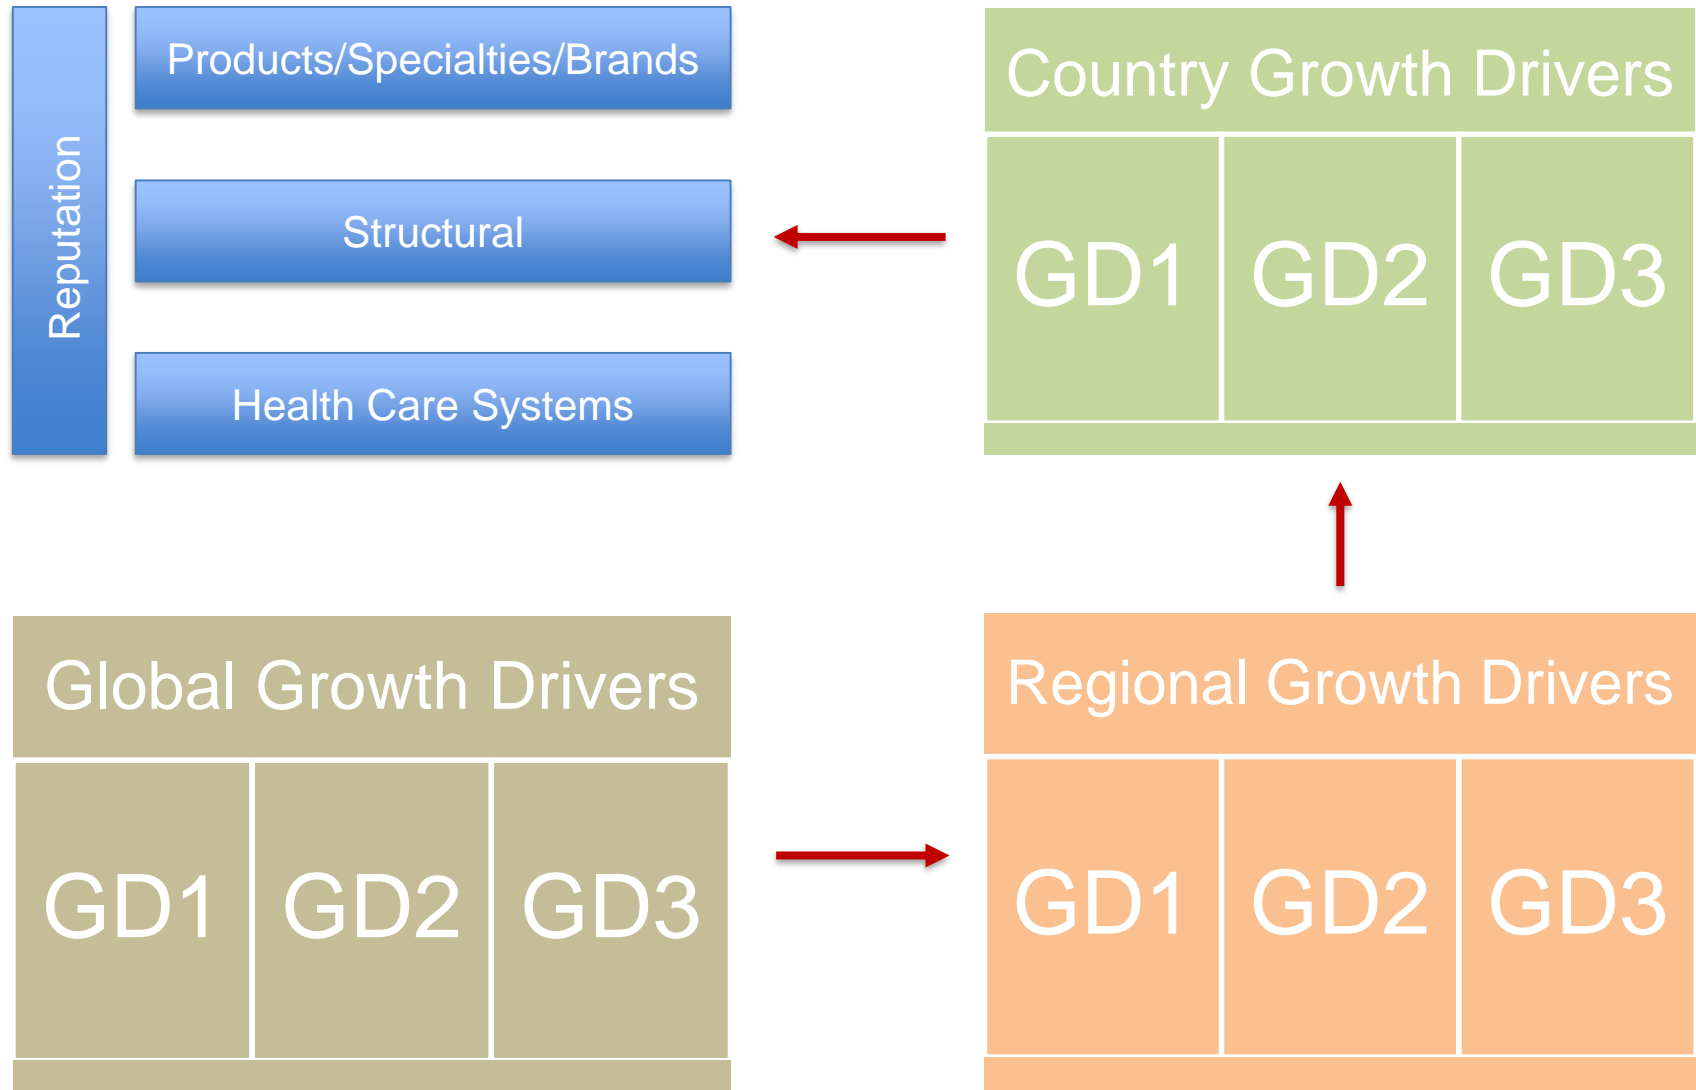 Reputation
Products/Specialties/Brands
Structural
Health Care Systems
Country Growth Drivers
GD1 GD2 GD3
Global Growth Drivers
GD1 GD2 GD3
Regional Growth Drivers
GD1 GD2 GD3